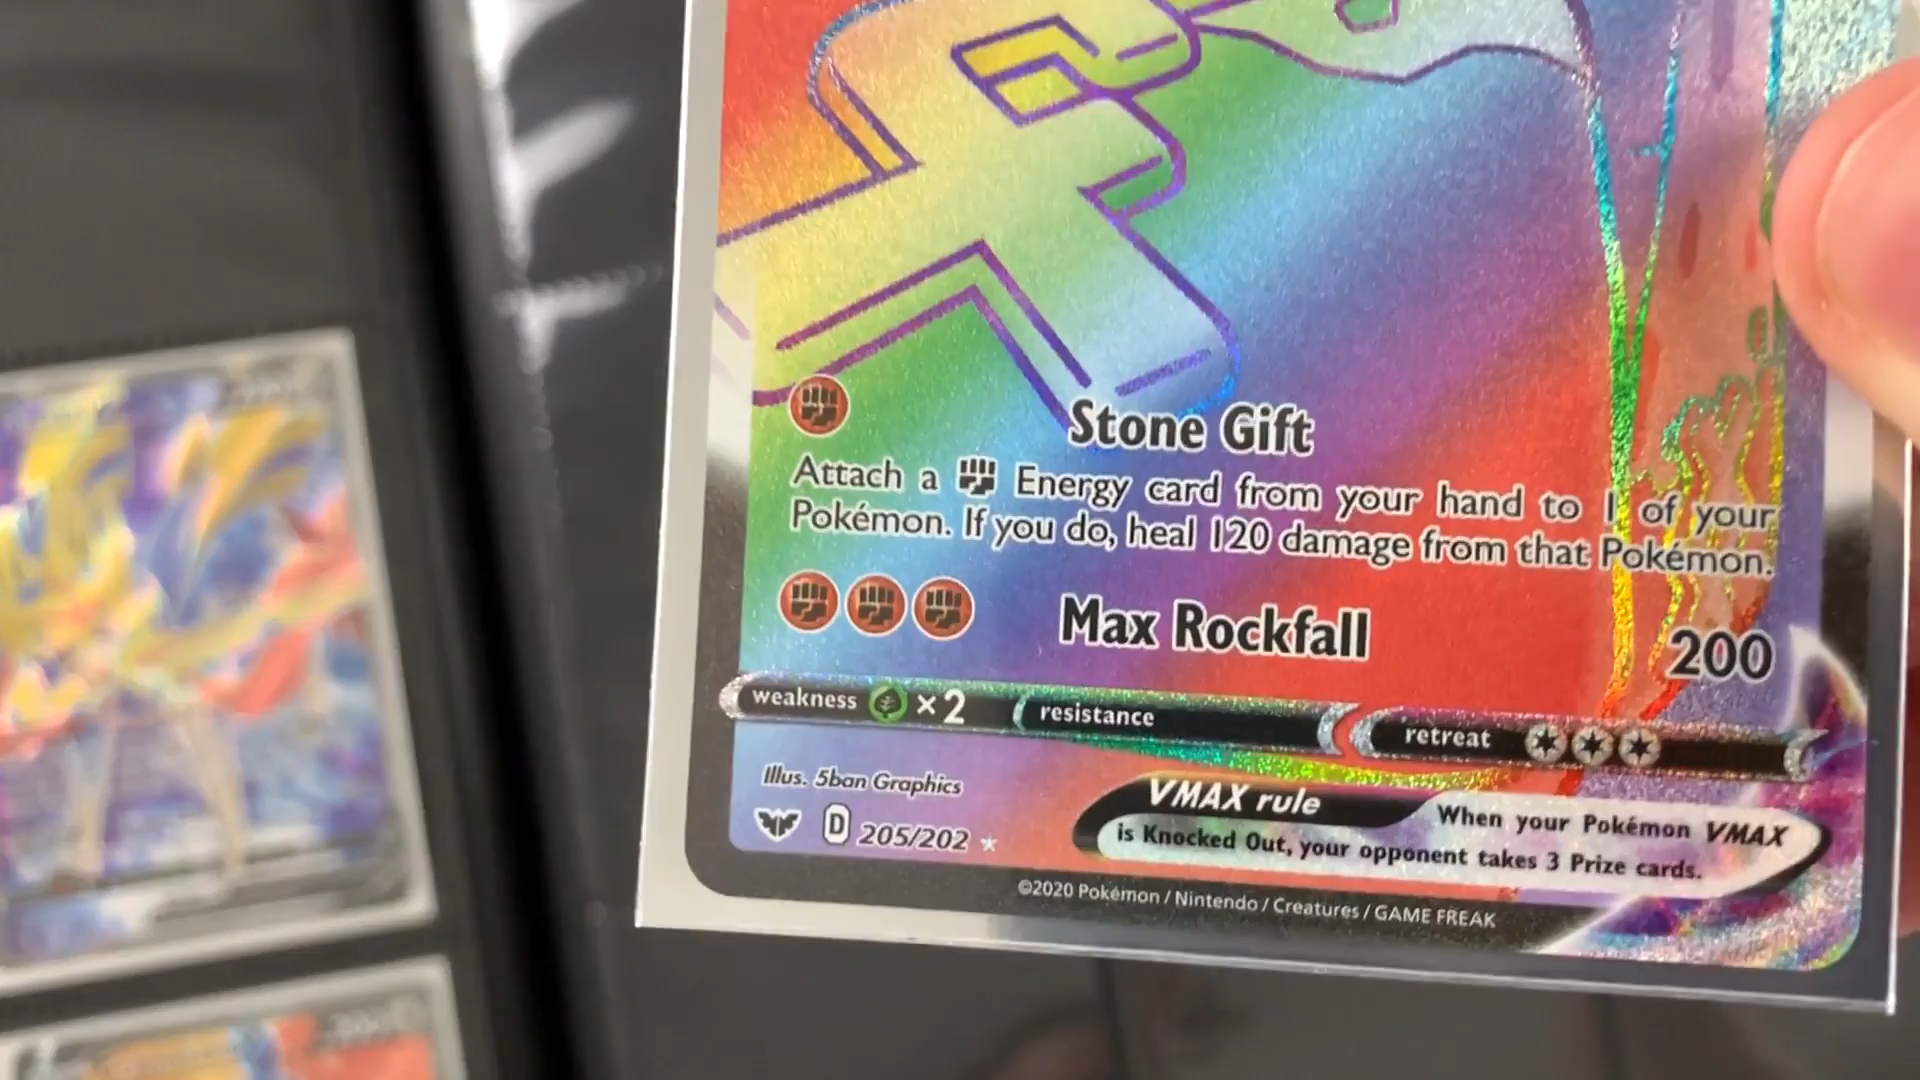 Stone Gift
Attach a Energy card from your hand to 1 of your
Pokémon. If you do, heal 120 damage from that Pokémon.
Max Rockfall 200
weakness ×2 resistance retreat
Illus. 5ban Graphics
D 205/202
VMAX rule When your Pokémon VMAX
is Knocked Out, your opponent takes 3 Prize cards.
©2020 Pokémon / Nintendo / Creatures / GAME FREAK